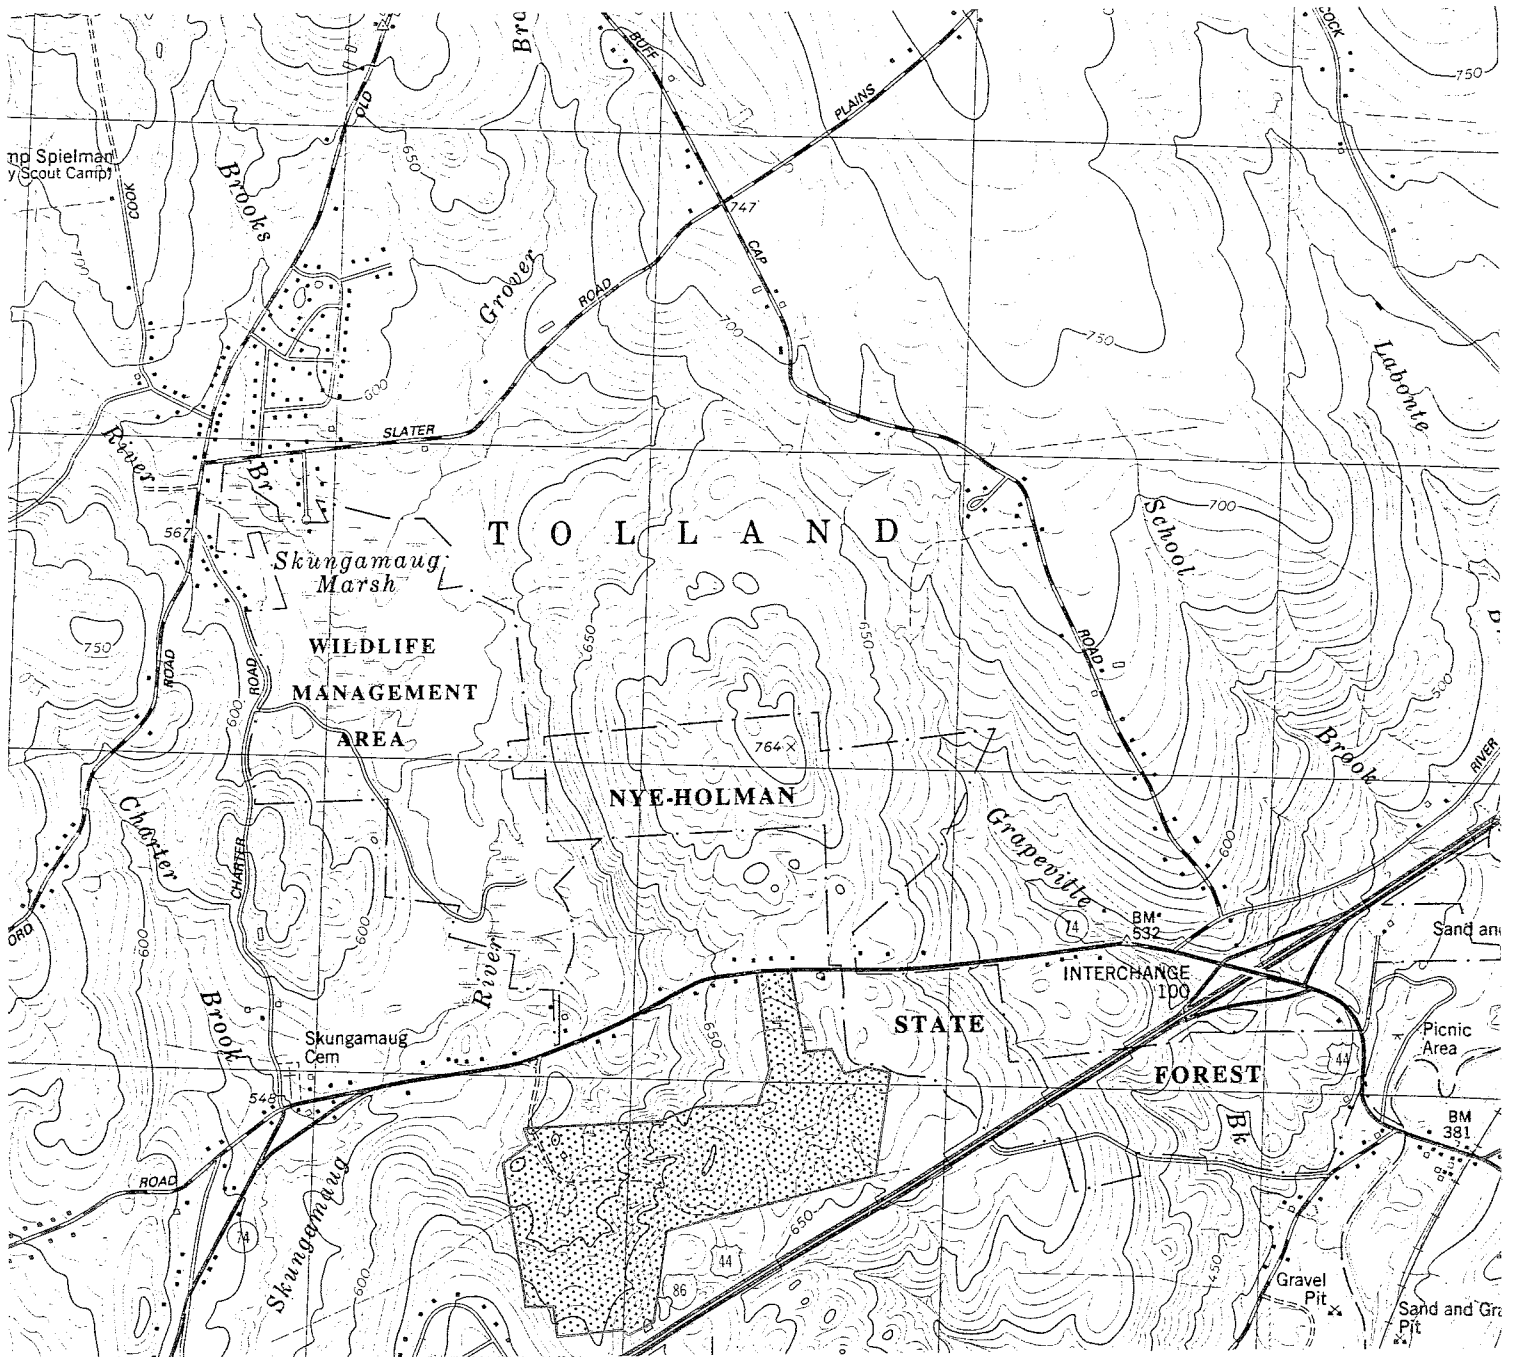 BUFF
COCK
750
PLAINS
OLD
650
mp Spielman
y Scout Camp)
COOK
Brooks
747
CAP
700
Grover
ROAD
700
750
Labonte
600
SLATER
River
Br
School
700
567
TOLLAND
Skungamaug
Marsh
750
650
650
ROAD
WILDLIFE
MANAGEMENT
AREA
ROAD
ROAD
600
500
764
Brook
RIVER
NYE-HOLMAN
Charter
CHARTER
Grapeville
600
74
BM
532
Sand an
ORD
600
600
River
INTERCHANGE
100
Brook
STATE
650
Picnic
Area
Skungamaug
Cem
44
FOREST
548
BM
381
Bk
ROAD
Skungamaug
650
74
44
86
600
450
Gravel
Pit
Sand and Gra
Pit